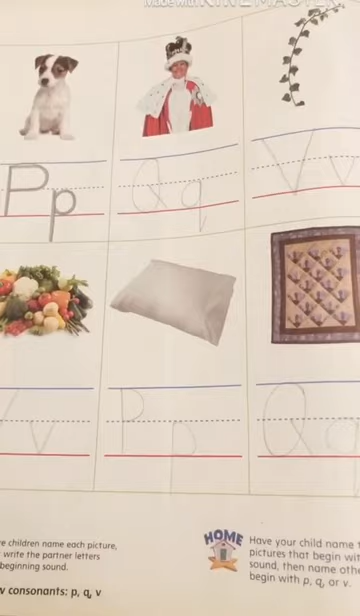 Made with KINEMASTER
Pp
Qq
Vv
Vv
Pp
Qq
e children name each picture,
write the partner letters
beginning sound.
w consonants: p, q, v
HOME
Have your child name
pictures that begin wit
sound, then name othe
begin with p, q, or v.